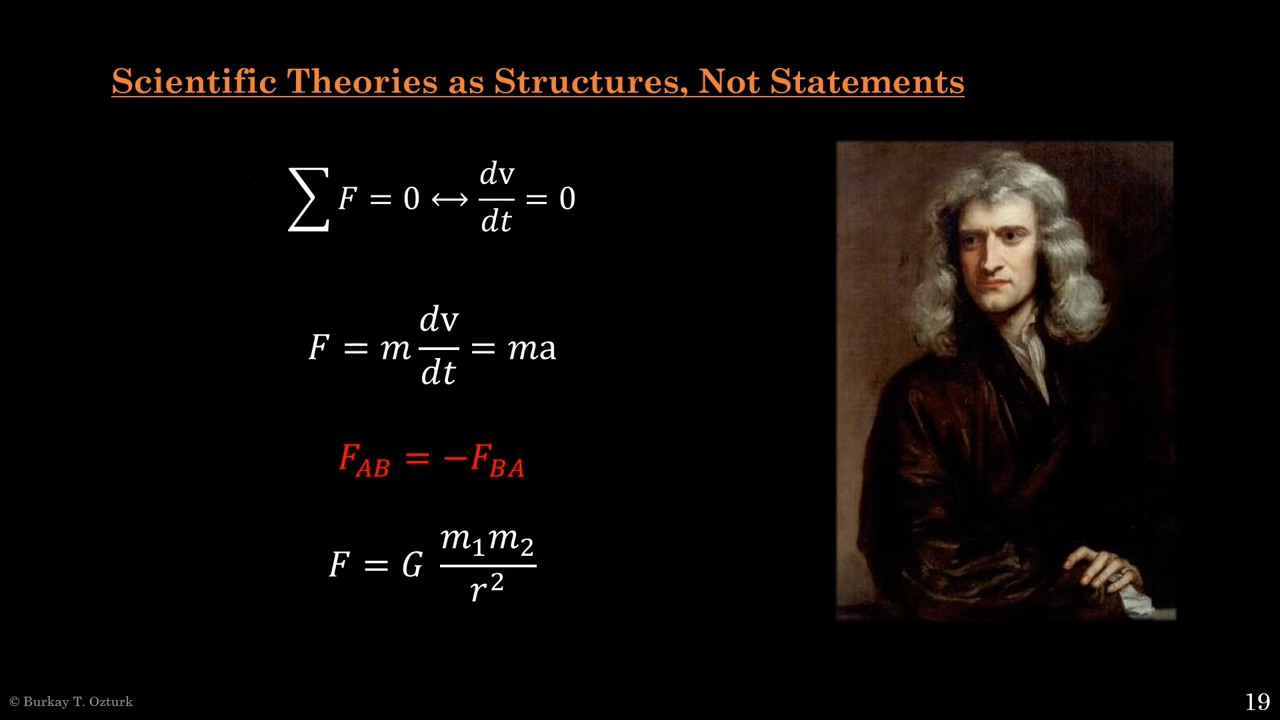 Scientific Theories as Structures, Not Statements
∑ F = 0 ↔ dv/dt = 0
F = m dv/dt = ma
F_AB = −F_BA
F = G m₁m₂/r²
© Burkay T. Ozturk
19